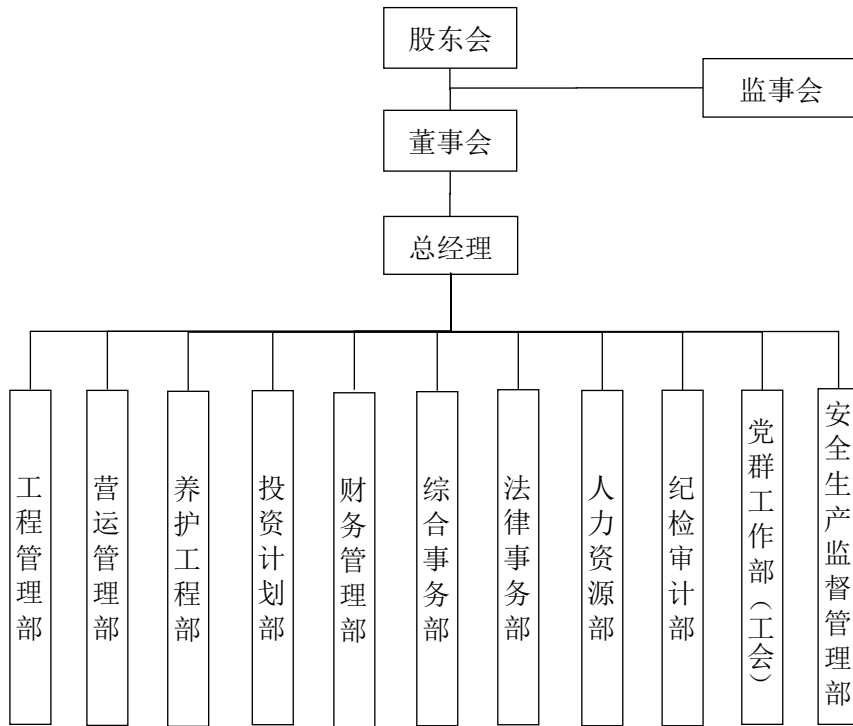 股东会
监事会
董事会
总经理
工程管理部
营运管理部
养护工程部
投资计划部
财务管理部
综合事务部
法律事务部
人力资源部
纪检审计部
党群工作部（工会）
安全生产监督管理部